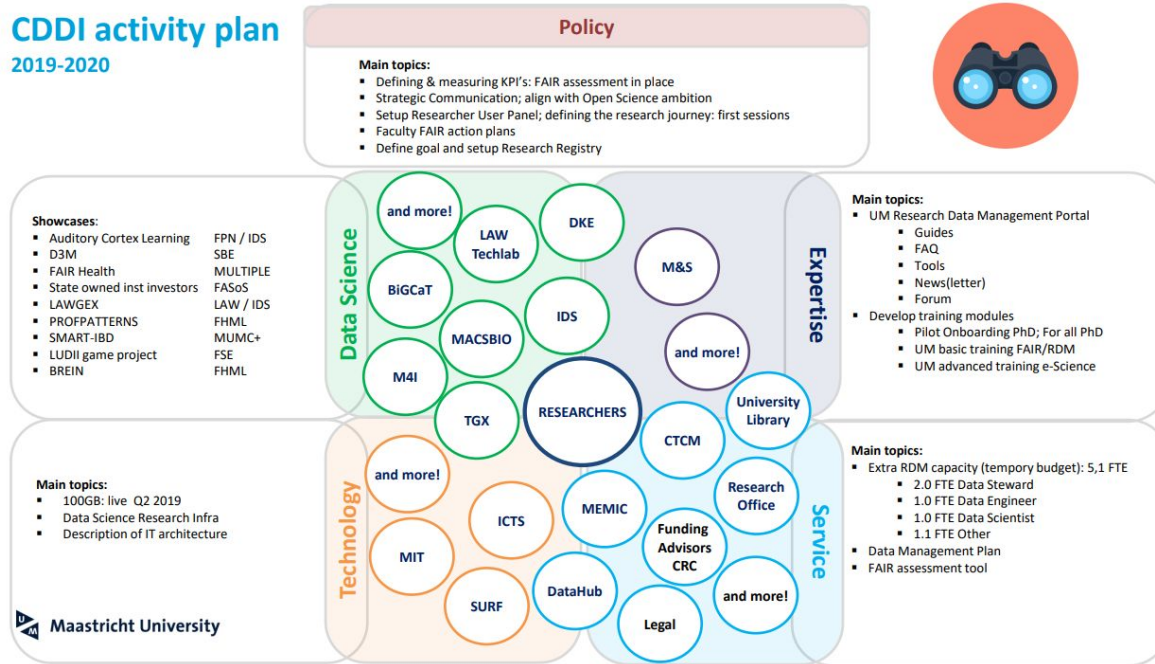 CDDI activity plan
2019-2020
Policy
Main topics:
▪ Defining & measuring KPI's: FAIR assessment in place
▪ Strategic Communication; align with Open Science ambition
▪ Setup Researcher User Panel; defining the research journey: first sessions
▪ Faculty FAIR action plans
▪ Define goal and setup Research Registry
Showcases:
▪ Auditory Cortex Learning FPN / IDS
▪ D3M SBE
▪ FAIR Health MULTIPLE
▪ State owned inst investors FASoS
▪ LAWGEX LAW / IDS
▪ PROFPATTERNS FHML
▪ SMART-IBD MUMC+
▪ LUDII game project FSE
▪ BREIN FHML
Data Science
and more!
LAW
Techlab
DKE
BiGCaT
IDS
MACSBIO
M4I
TGX
RESEARCHERS
M&S
and more!
Expertise
Main topics:
▪ UM Research Data Management Portal
▪ Guides
▪ FAQ
▪ Tools
▪ News(letter)
▪ Forum
▪ Develop training modules
▪ Pilot Onboarding PhD; For all PhD
▪ UM basic training FAIR/RDM
▪ UM advanced training e-Science
Main topics:
▪ 100GB: live Q2 2019
▪ Data Science Research Infra
▪ Description of IT architecture
Technology
and more!
ICTS
MIT
SURF
University
Library
CTCM
Research
Office
MEMIC
Funding
Advisors
CRC
DataHub
and more!
Legal
Service
Main topics:
▪ Extra RDM capacity (tempory budget): 5,1 FTE
▪ 2.0 FTE Data Steward
▪ 1.0 FTE Data Engineer
▪ 1.0 FTE Data Scientist
▪ 1.1 FTE Other
▪ Data Management Plan
▪ FAIR assessment tool
UM
Maastricht University